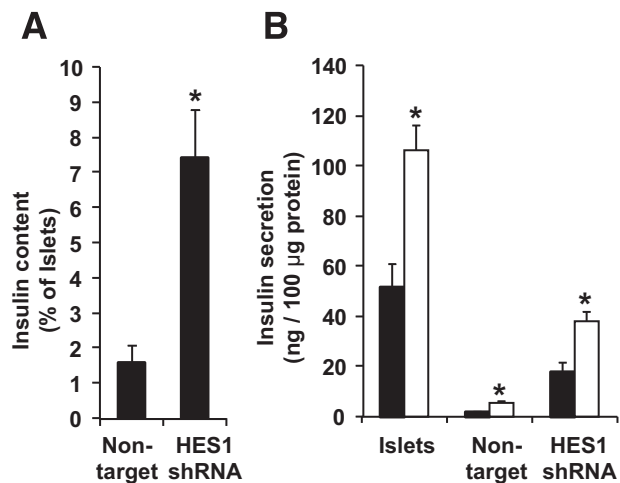 A
Insulin content
(% of Islets)
10
9
8
7
6
5
4
3
2
1
0
*
Non-
target
HES1
shRNA
B
Insulin secretion
(ng / 100 μg protein)
140
120
100
80
60
40
20
0
*
*
*
Islets
Non-
target
HES1
shRNA